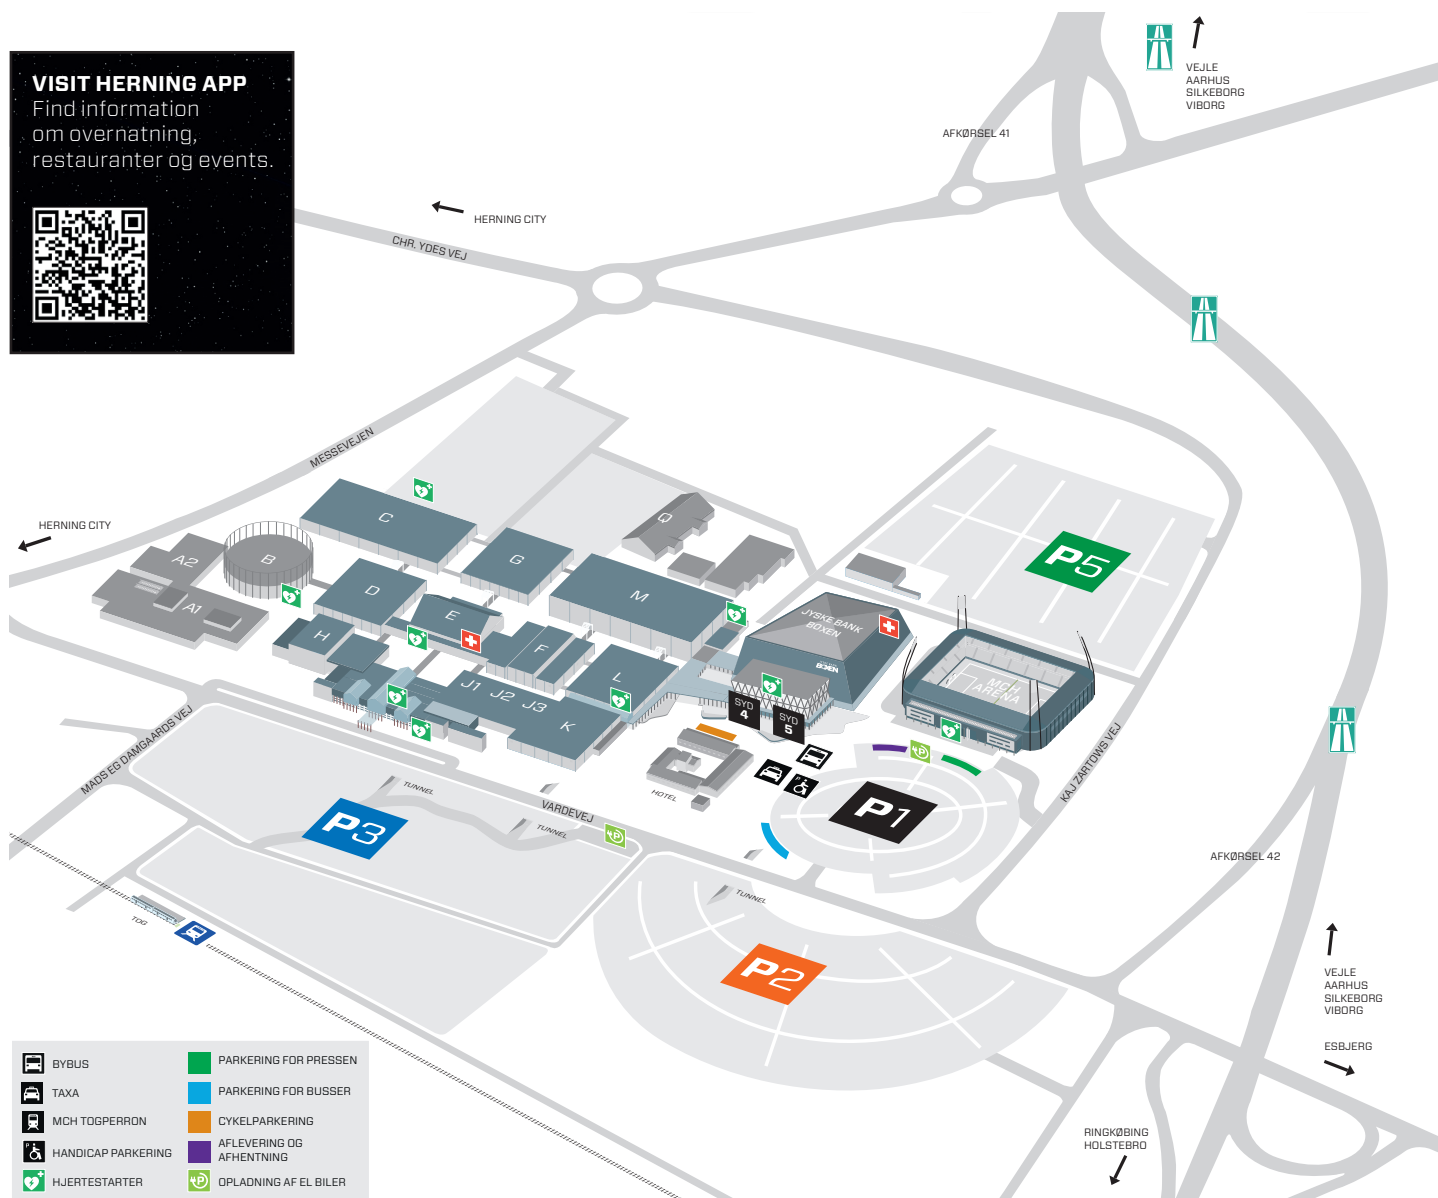 VISIT HERNING APP
Find information
om overnatning,
restauranter og events.
VEJLE
AARHUS
SILKEBORG
VIBORG
AFKØRSEL 41
HERNING CITY
CHR. YDES VEJ
MESSEVEJEN
HERNING CITY
C
Q
A2
B
G
P5
D
M
A1
E
JYSKE BANK
BOXEN
H
F
BOXEN
L
J1
J2
J3
MCH
ARENA
K
SYD
4
SYD
5
MADS EG DAMGAARDS VEJ
KAJ ZARTOWS VEJ
TUNNEL
HOTEL
VARDEVEJ
P1
P3
TUNNEL
AFKØRSEL 42
TUNNEL
TOG
P2
VEJLE
AARHUS
SILKEBORG
VIBORG
ESBJERG
RINGKØBING
HOLSTEBRO
BYBUS
TAXA
MCH TOGPERRON
HANDICAP PARKERING
HJERTESTARTER
PARKERING FOR PRESSEN
PARKERING FOR BUSSER
CYKELPARKERING
AFLEVERING OG
AFHENTNING
OPLADNING AF EL BILER